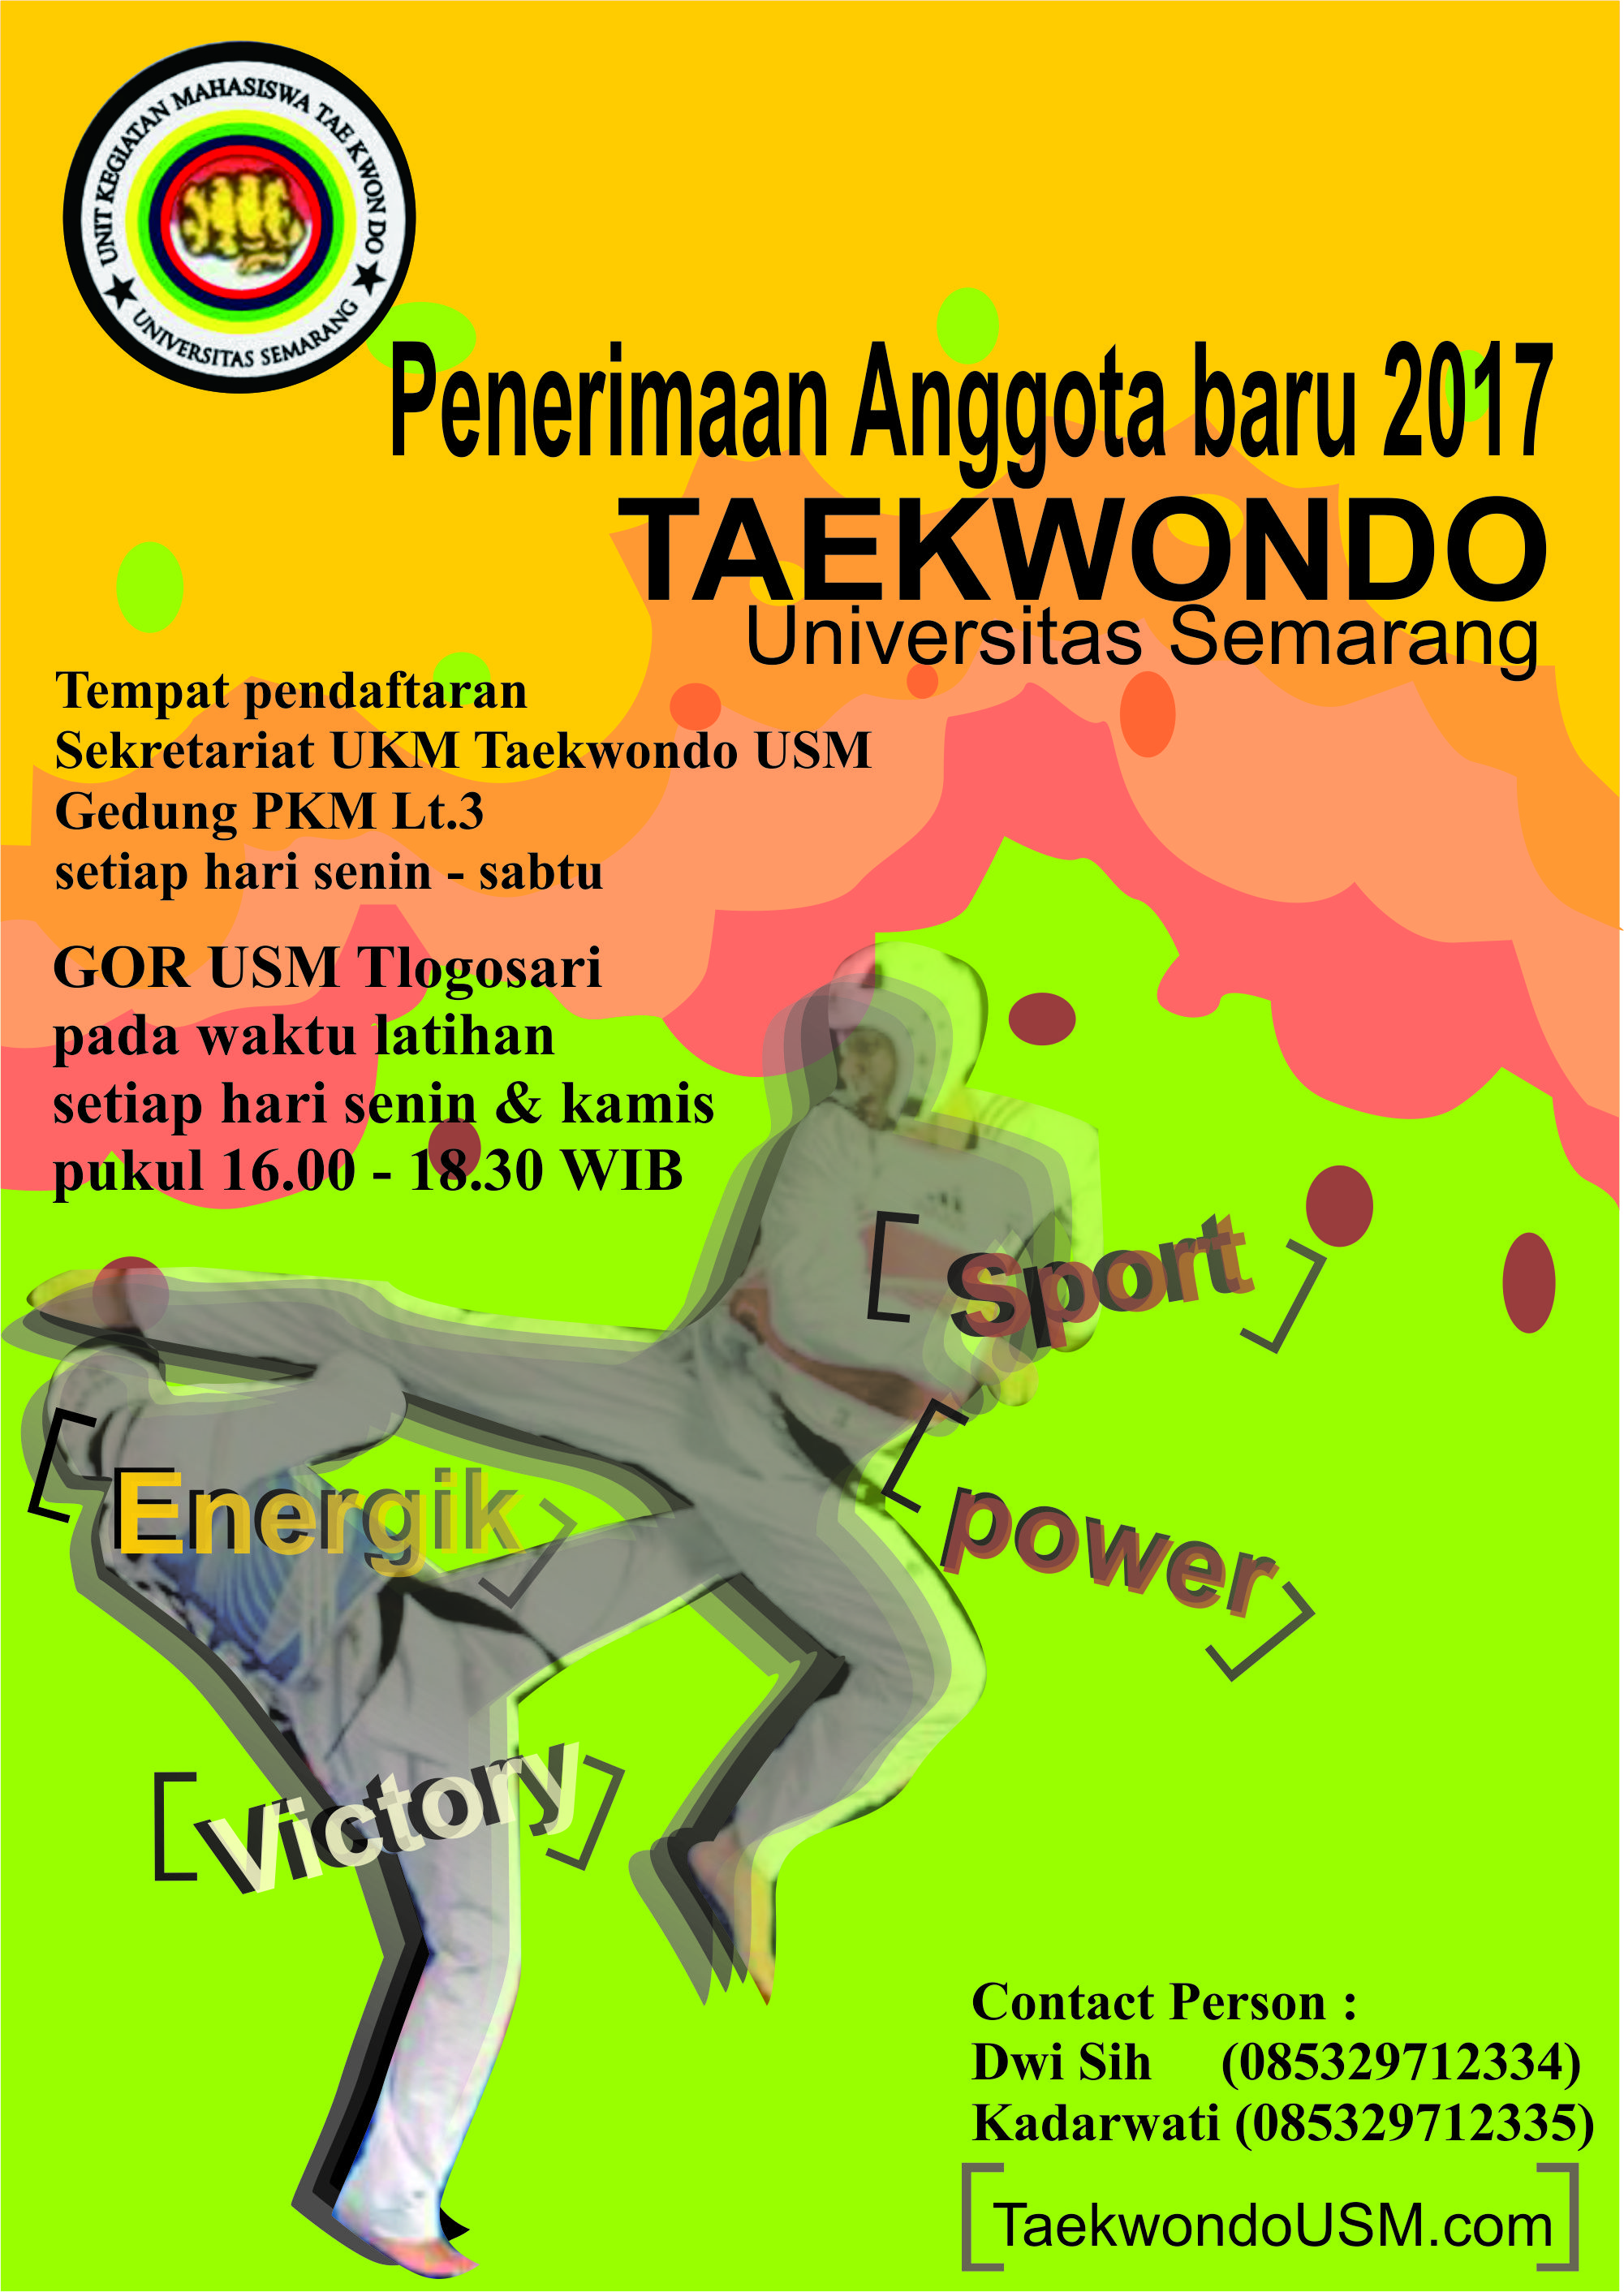 UNIT KEGIATAN MAHASISWA TAE KWON DO
UNIVERSITAS SEMARANG
Penerimaan Anggota baru 2017
TAEKWONDO
Universitas Semarang
Tempat pendaftaran
Sekretariat UKM Taekwondo USM
Gedung PKM Lt.3
setiap hari senin - sabtu
GOR USM Tlogosari
pada waktu latihan
setiap hari senin & kamis
pukul 16.00 - 18.30 WIB
[Sport]
[Energik]
[power]
[Victory]
Contact Person :
Dwi Sih (085329712334)
Kadarwati (085329712335)
[TaekwondoUSM.com]